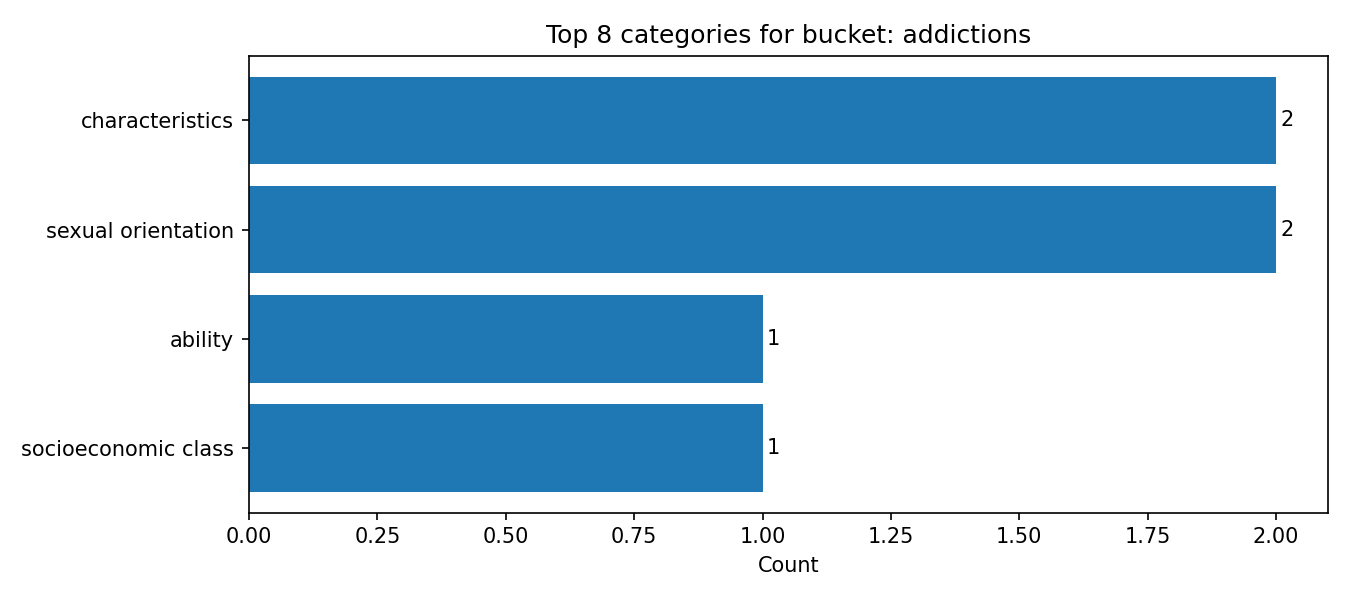 Top 8 categories for bucket: addictions
characteristics
2
sexual orientation
2
ability
1
socioeconomic class
1
0.00 0.25 0.50 0.75 1.00 1.25 1.50 1.75 2.00
Count